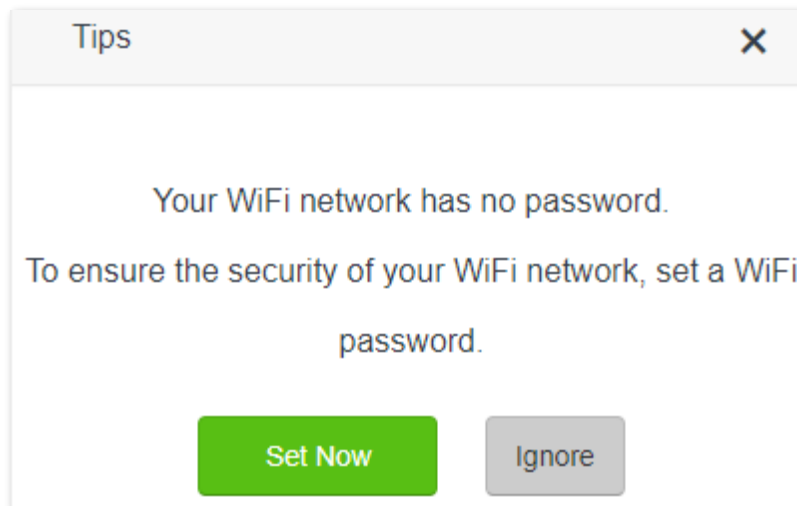 Tips
Your WiFi network has no password.
To ensure the security of your WiFi network, set a WiFi
password.
Set Now
Ignore